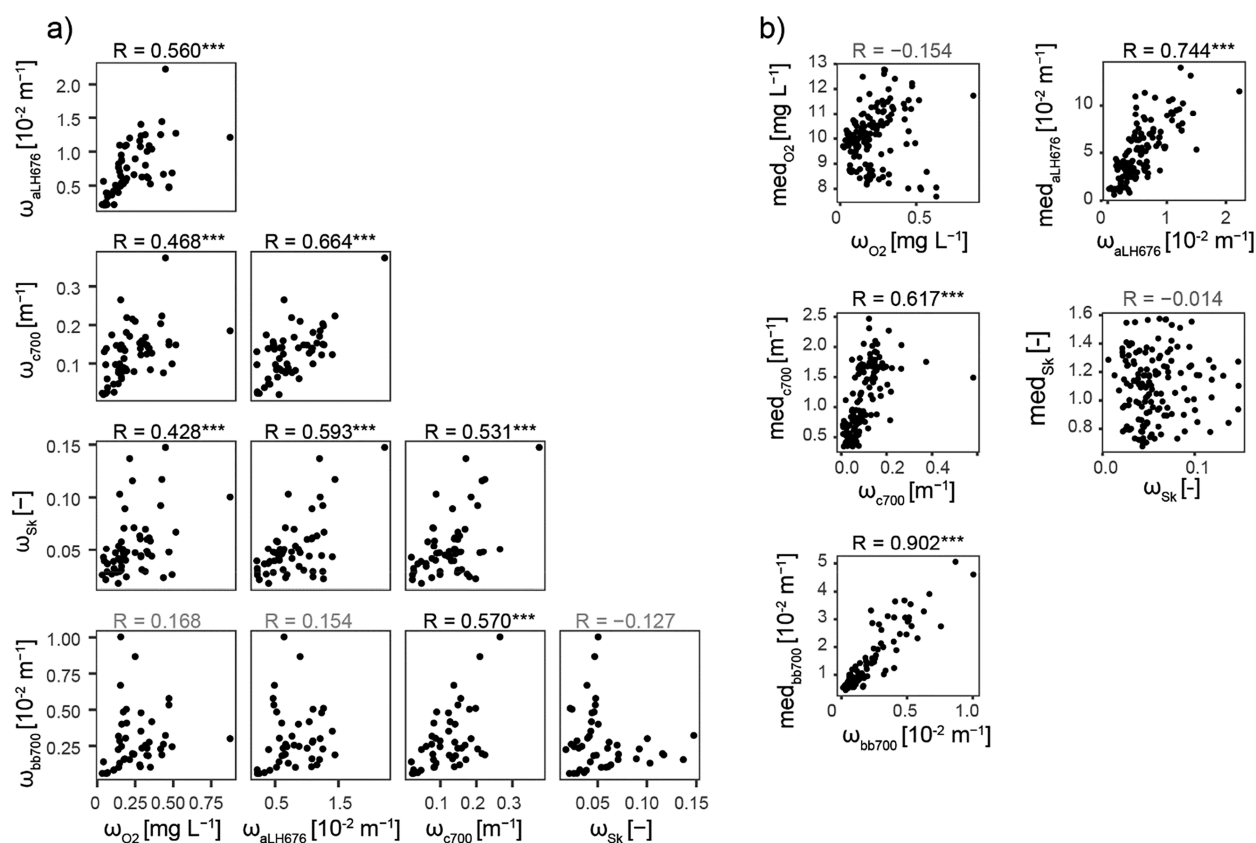 a)
R = 0.560***
ω_aLH676 [10⁻² m⁻¹]
2.0
1.5
1.0
0.5
R = 0.468***
R = 0.664***
ω_c700 [m⁻¹]
0.3
0.2
0.1
R = 0.428***
R = 0.593***
R = 0.531***
ω_Sk [–]
0.15
0.10
0.05
R = 0.168
R = 0.154
R = 0.570***
R = −0.127
ω_bb700 [10⁻² m⁻¹]
1.00
0.75
0.50
0.25
0 0.25 0.50 0.75
0.5 1.5
0.1 0.2 0.3
0.05 0.10 0.15
ω_O2 [mg L⁻¹]
ω_aLH676 [10⁻² m⁻¹]
ω_c700 [m⁻¹]
ω_Sk [–]
b)
R = −0.154
med_O2 [mg L⁻¹]
13
12
11
10
9
8
0 0.5
ω_O2 [mg L⁻¹]
R = 0.744***
med_aLH676 [10⁻² m⁻¹]
10
5
0
0 1 2
ω_aLH676 [10⁻² m⁻¹]
R = 0.617***
med_c700 [m⁻¹]
2.5
2.0
1.5
1.0
0.5
0.0 0.2 0.4
ω_c700 [m⁻¹]
R = −0.014
med_Sk [-]
1.6
1.4
1.2
1.0
0.8
0.0 0.1
ω_Sk [-]
R = 0.902***
med_bb700 [10⁻² m⁻¹]
5
4
3
2
1
0 0.5 1.0
ω_bb700 [10⁻² m⁻¹]